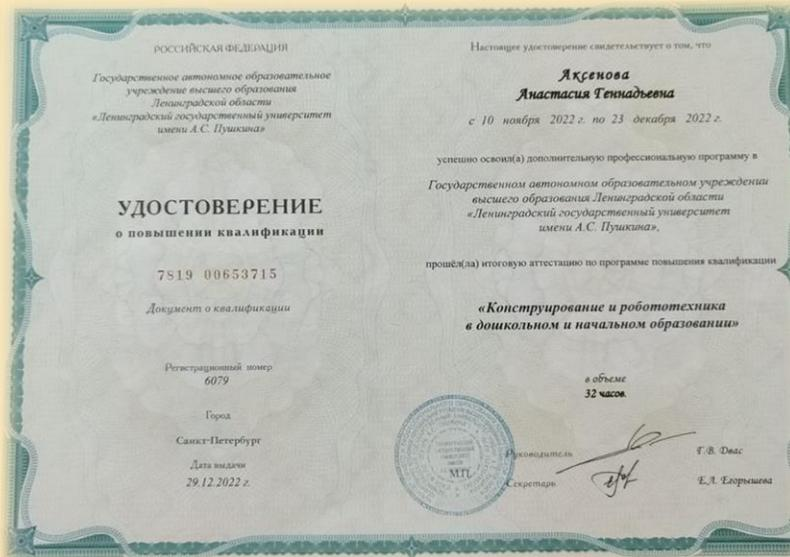 РОССИЙСКАЯ ФЕДЕРАЦИЯ
Государственное автономное образовательное
учреждение высшего образования
Ленинградской области
«Ленинградский государственный университет
имени А.С. Пушкина»
УДОСТОВЕРЕНИЕ
о повышении квалификации
7819 00653715
Документ о квалификации
Регистрационный номер
6079
Город
Санкт-Петербург
Дата выдачи
29.12.2022 г.
Настоящее удостоверение свидетельствует о том, что
Аксенова
Анастасия Геннадьевна
с 10 ноября 2022 г. по 23 декабря 2022 г.
успешно освоил(а) дополнительную профессиональную программу в
Государственном автономном образовательном учреждении
высшего образования Ленинградской области
«Ленинградский государственный университет
имени А.С. Пушкина»,
прошёл(ла) итоговую аттестацию по программе повышения квалификации
«Конструирование и робототехника
в дошкольном и начальном образовании»
в объеме
32 часов.
Руководитель Г.В. Двас
М.П.
Секретарь Е.А. Егорышева